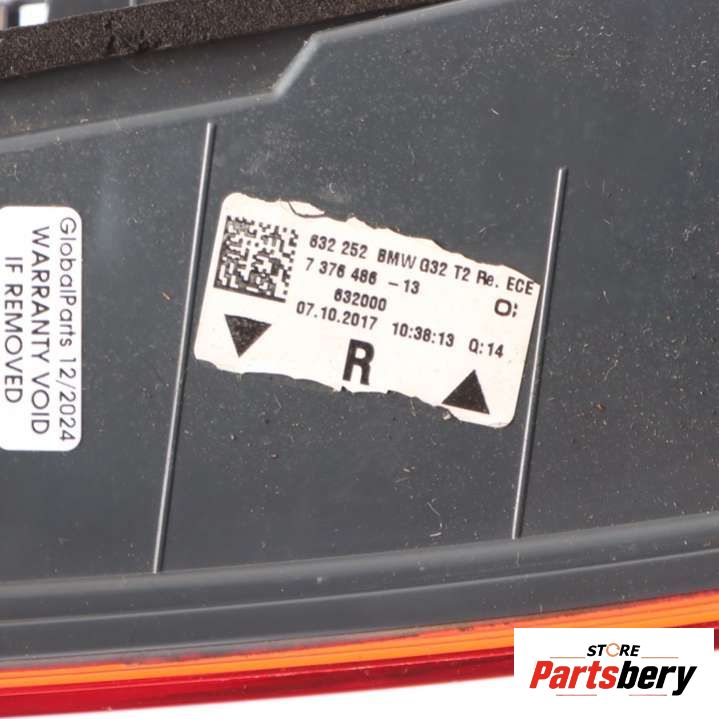 GlobalParts 12/2024
WARRANTY VOID
IF REMOVED
632 252 BMW G32 T2 Re. ECE
7 376 486 -13 O:
632000
07.10.2017 10:38:13 Q:14
R
STORE
Partsbery